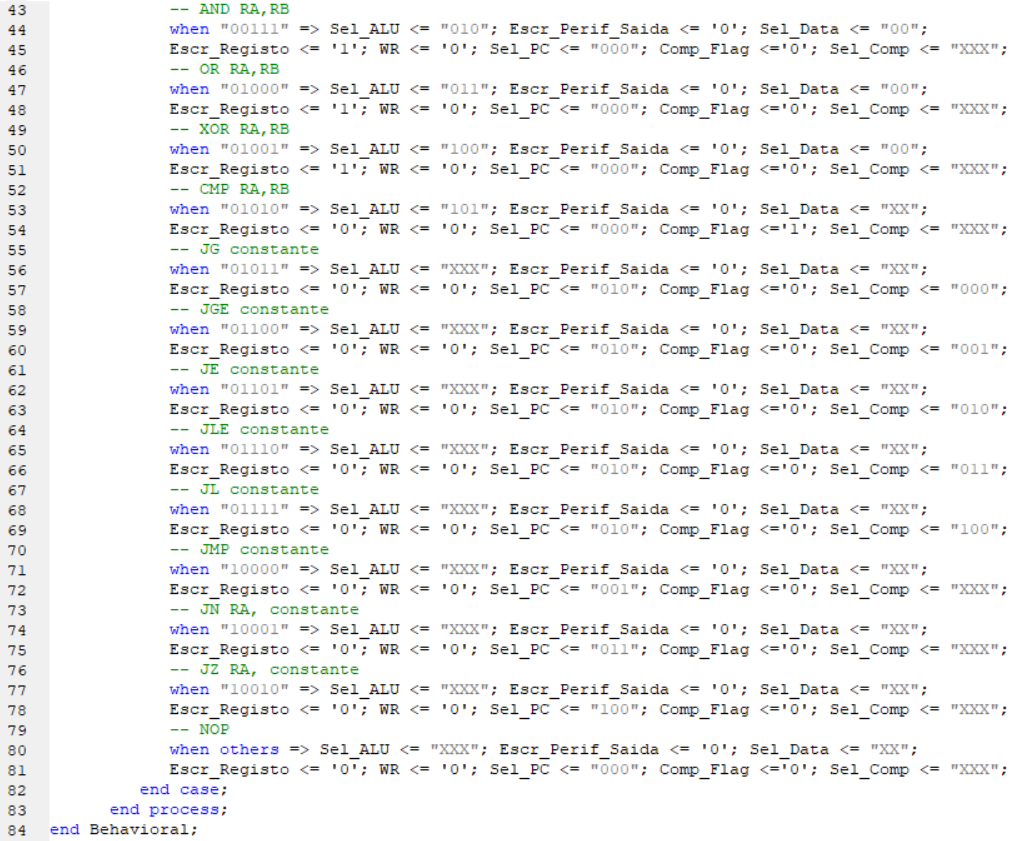 43 -- AND RA,RB
44 when "00111" => Sel_ALU <= "010"; Escr_Perif_Saida <= '0'; Sel_Data <= "00";
45 Escr_Registo <= '1'; WR <= '0'; Sel_PC <= "000"; Comp_Flag <='0'; Sel_Comp <= "XXX";
46 -- OR RA,RB
47 when "01000" => Sel_ALU <= "011"; Escr_Perif_Saida <= '0'; Sel_Data <= "00";
48 Escr_Registo <= '1'; WR <= '0'; Sel_PC <= "000"; Comp_Flag <='0'; Sel_Comp <= "XXX";
49 -- XOR RA,RB
50 when "01001" => Sel_ALU <= "100"; Escr_Perif_Saida <= '0'; Sel_Data <= "00";
51 Escr_Registo <= '1'; WR <= '0'; Sel_PC <= "000"; Comp_Flag <='0'; Sel_Comp <= "XXX";
52 -- CMP RA,RB
53 when "01010" => Sel_ALU <= "101"; Escr_Perif_Saida <= '0'; Sel_Data <= "XX";
54 Escr_Registo <= '0'; WR <= '0'; Sel_PC <= "000"; Comp_Flag <='1'; Sel_Comp <= "XXX";
55 -- JG constante
56 when "01011" => Sel_ALU <= "XXX"; Escr_Perif_Saida <= '0'; Sel_Data <= "XX";
57 Escr_Registo <= '0'; WR <= '0'; Sel_PC <= "010"; Comp_Flag <='0'; Sel_Comp <= "000";
58 -- JGE constante
59 when "01100" => Sel_ALU <= "XXX"; Escr_Perif_Saida <= '0'; Sel_Data <= "XX";
60 Escr_Registo <= '0'; WR <= '0'; Sel_PC <= "010"; Comp_Flag <='0'; Sel_Comp <= "001";
61 -- JE constante
62 when "01101" => Sel_ALU <= "XXX"; Escr_Perif_Saida <= '0'; Sel_Data <= "XX";
63 Escr_Registo <= '0'; WR <= '0'; Sel_PC <= "010"; Comp_Flag <='0'; Sel_Comp <= "010";
64 -- JLE constante
65 when "01110" => Sel_ALU <= "XXX"; Escr_Perif_Saida <= '0'; Sel_Data <= "XX";
66 Escr_Registo <= '0'; WR <= '0'; Sel_PC <= "010"; Comp_Flag <='0'; Sel_Comp <= "011";
67 -- JL constante
68 when "01111" => Sel_ALU <= "XXX"; Escr_Perif_Saida <= '0'; Sel_Data <= "XX";
69 Escr_Registo <= '0'; WR <= '0'; Sel_PC <= "010"; Comp_Flag <='0'; Sel_Comp <= "100";
70 -- JMP constante
71 when "10000" => Sel_ALU <= "XXX"; Escr_Perif_Saida <= '0'; Sel_Data <= "XX";
72 Escr_Registo <= '0'; WR <= '0'; Sel_PC <= "001"; Comp_Flag <='0'; Sel_Comp <= "XXX";
73 -- JN RA, constante
74 when "10001" => Sel_ALU <= "XXX"; Escr_Perif_Saida <= '0'; Sel_Data <= "XX";
75 Escr_Registo <= '0'; WR <= '0'; Sel_PC <= "011"; Comp_Flag <='0'; Sel_Comp <= "XXX";
76 -- JZ RA, constante
77 when "10010" => Sel_ALU <= "XXX"; Escr_Perif_Saida <= '0'; Sel_Data <= "XX";
78 Escr_Registo <= '0'; WR <= '0'; Sel_PC <= "100"; Comp_Flag <='0'; Sel_Comp <= "XXX";
79 -- NOP
80 when others => Sel_ALU <= "XXX"; Escr_Perif_Saida <= '0'; Sel_Data <= "XX";
81 Escr_Registo <= '0'; WR <= '0'; Sel_PC <= "000"; Comp_Flag <='0'; Sel_Comp <= "XXX";
82 end case;
83 end process;
84 end Behavioral;